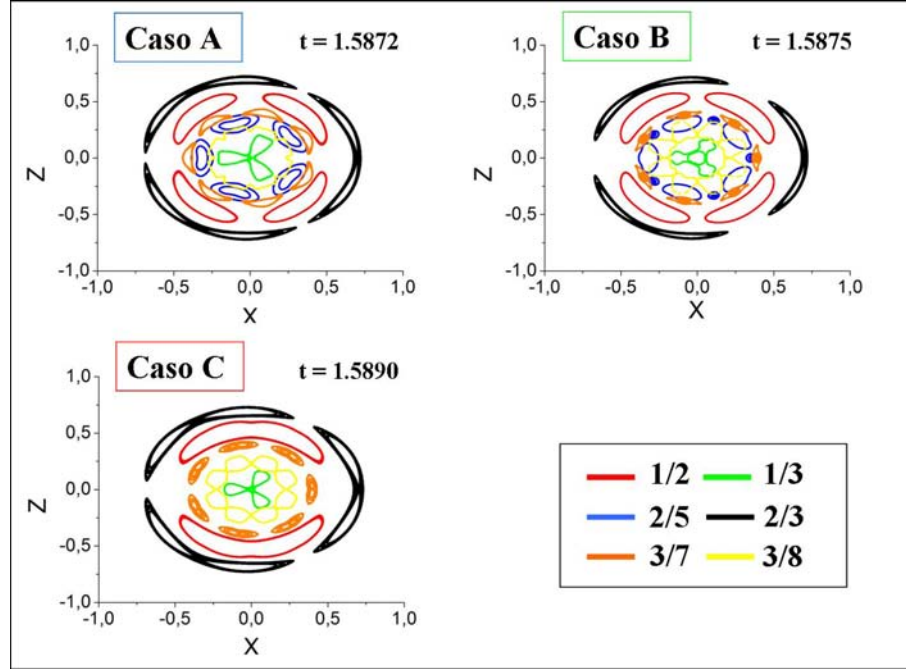 Caso A
t = 1.5872
1,0
0,5
0,0
-0,5
-1,0
Z
-1,0 -0,5 0,0 0,5 1,0
X
Caso B
t = 1.5875
1,0
0,5
0,0
-0,5
-1,0
Z
-1,0 -0,5 0,0 0,5 1,0
X
Caso C
t = 1.5890
1,0
0,5
0,0
-0,5
-1,0
Z
-1,0 -0,5 0,0 0,5 1,0
X
1/2 1/3
2/5 2/3
3/7 3/8